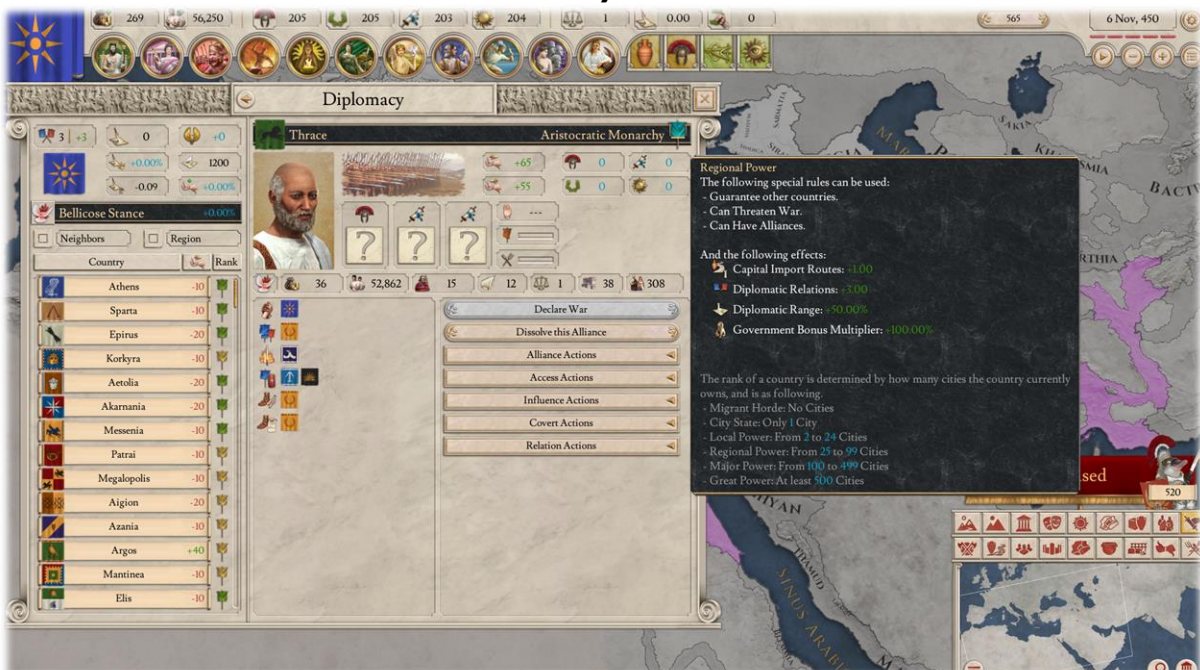 269 56,250 205 205 203 204 1 0.00 0 565 6 Nov, 450
Diplomacy
3 | +3 0 +0
+0.00% 1200
-0.09 +0.00%
Bellicose Stance +0.00%
Neighbors Region
Country Rank
Athens -10
Sparta -10
Epirus -20
Korkyra -10
Aetolia -20
Akarnania -20
Messenia -10
Patrai -10
Megalopolis -10
Aigion -20
Azania -10
Argos +40
Mantinea -10
Elis -10
Thrace Aristocratic Monarchy
+65 0 0
+55 0 0
? ? ?
---
36 52,862 15 12 1 38 308
Declare War
Dissolve this Alliance
Alliance Actions
Access Actions
Influence Actions
Covert Actions
Relation Actions
Regional Power
The following special rules can be used:
- Guarantee other countries.
- Can Threaten War.
- Can Have Alliances.
And the following effects:
Capital Import Routes: +1.00
Diplomatic Relations: +3.00
Diplomatic Range: +50.00%
Government Bonus Multiplier: +100.00%
The rank of a country is determined by how many cities the country currently
owns, and is as following.
- Migrant Horde: No Cities
- City State: Only 1 City
- Local Power: From 2 to 24 Cities
- Regional Power: From 25 to 99 Cities
- Major Power: From 100 to 499 Cities
- Great Power: At least 500 Cities
SARMATIA
SAKIA
520
THAMUD
SINUS ARABI